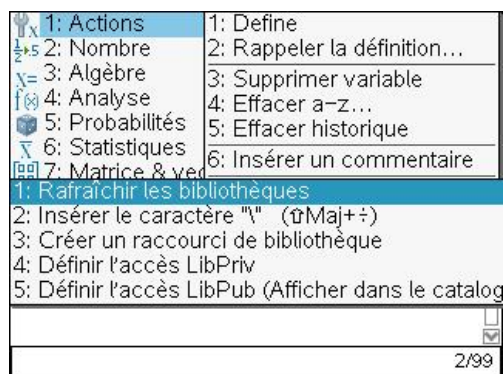 1: Actions
2: Nombre
3: Algèbre
4: Analyse
5: Probabilités
6: Statistiques
7: Matrice &
1: Define
2: Rappeler la définition...
3: Supprimer variable
4: Effacer a-z...
5: Effacer historique
6: Insérer un commentaire
1: Rafraîchir les bibliothèques
2: Insérer le caractère "\" (⇧Maj+÷)
3: Créer un raccourci de bibliothèque
4: Définir l'accès LibPriv
5: Définir l'accès LibPub (Afficher dans le catalog
2/99